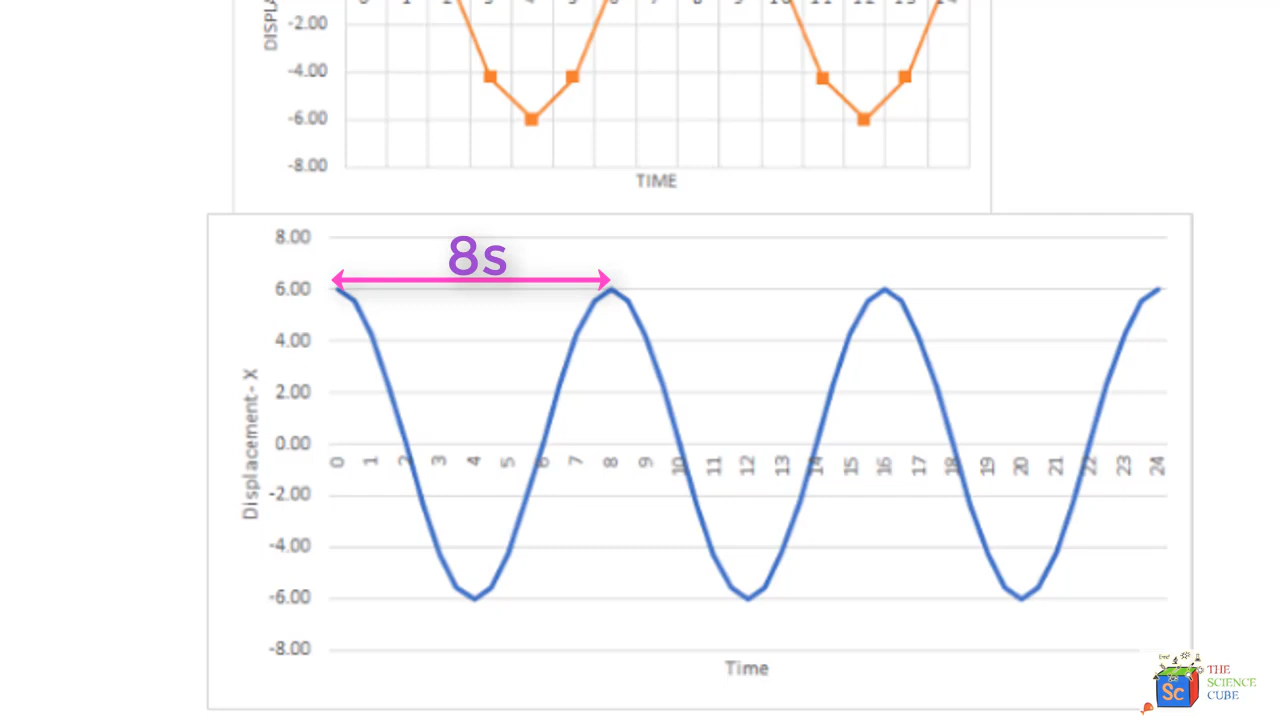 DISPL
-2.00
-4.00
-6.00
-8.00
TIME
8.00
8s
6.00
4.00
2.00
0.00
0 1 2 3 4 5 6 7 8 9 10 11 12 13 14 15 16 17 18 19 20 21 22 23 24
-2.00
-4.00
-6.00
-8.00
Displacement- X
Time
Sc
THE
SCIENCE
CUBE